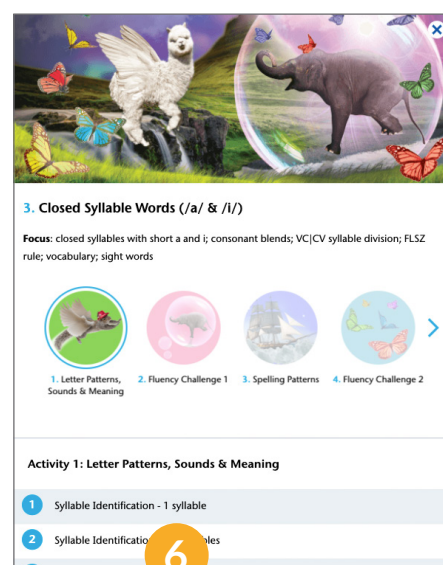 3. Closed Syllable Words (/a/ & /i/)
Focus: closed syllables with short a and i; consonant blends; VC|CV syllable division; FLSZ
rule; vocabulary; sight words
1. Letter Patterns,
Sounds & Meaning
2. Fluency Challenge 1
3. Spelling Patterns
4. Fluency Challenge 2
Activity 1: Letter Patterns, Sounds & Meaning
1 Syllable Identification - 1 syllable
2 Syllable
6